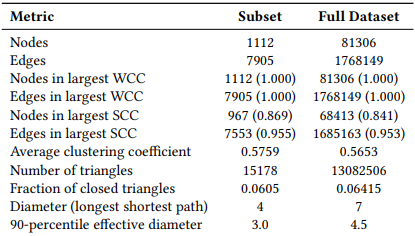 Metric Subset Full Dataset
Nodes 1112 81306
Edges 7905 1768149
Nodes in largest WCC 1112 (1.000) 81306 (1.000)
Edges in largest WCC 7905 (1.000) 1768149 (1.000)
Nodes in largest SCC 967 (0.869) 68413 (0.841)
Edges in largest SCC 7553 (0.955) 1685163 (0.953)
Average clustering coefficient 0.5759 0.5653
Number of triangles 15178 13082506
Fraction of closed triangles 0.0605 0.06415
Diameter (longest shortest path) 4 7
90-percentile effective diameter 3.0 4.5